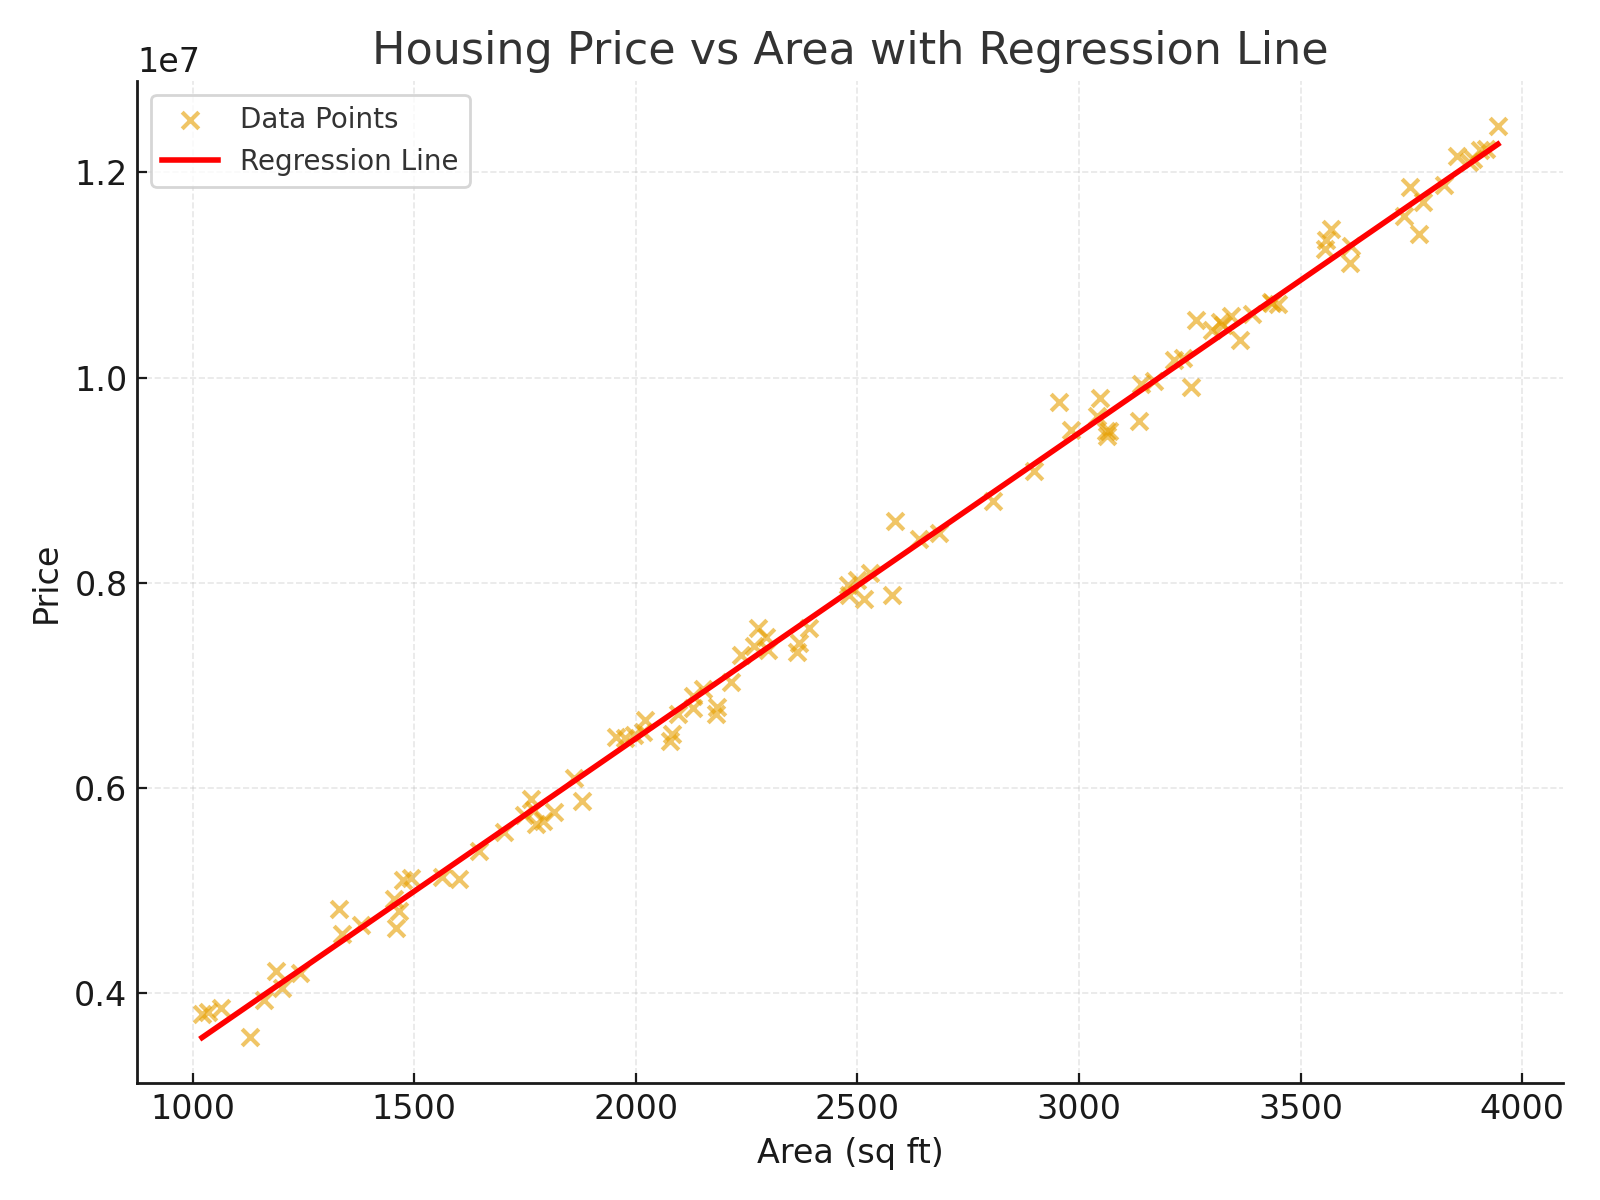 Housing Price vs Area with Regression Line
1e7
Data Points
Regression Line
1.2
1.0
0.8
0.6
0.4
Price
1000 1500 2000 2500 3000 3500 4000
Area (sq ft)